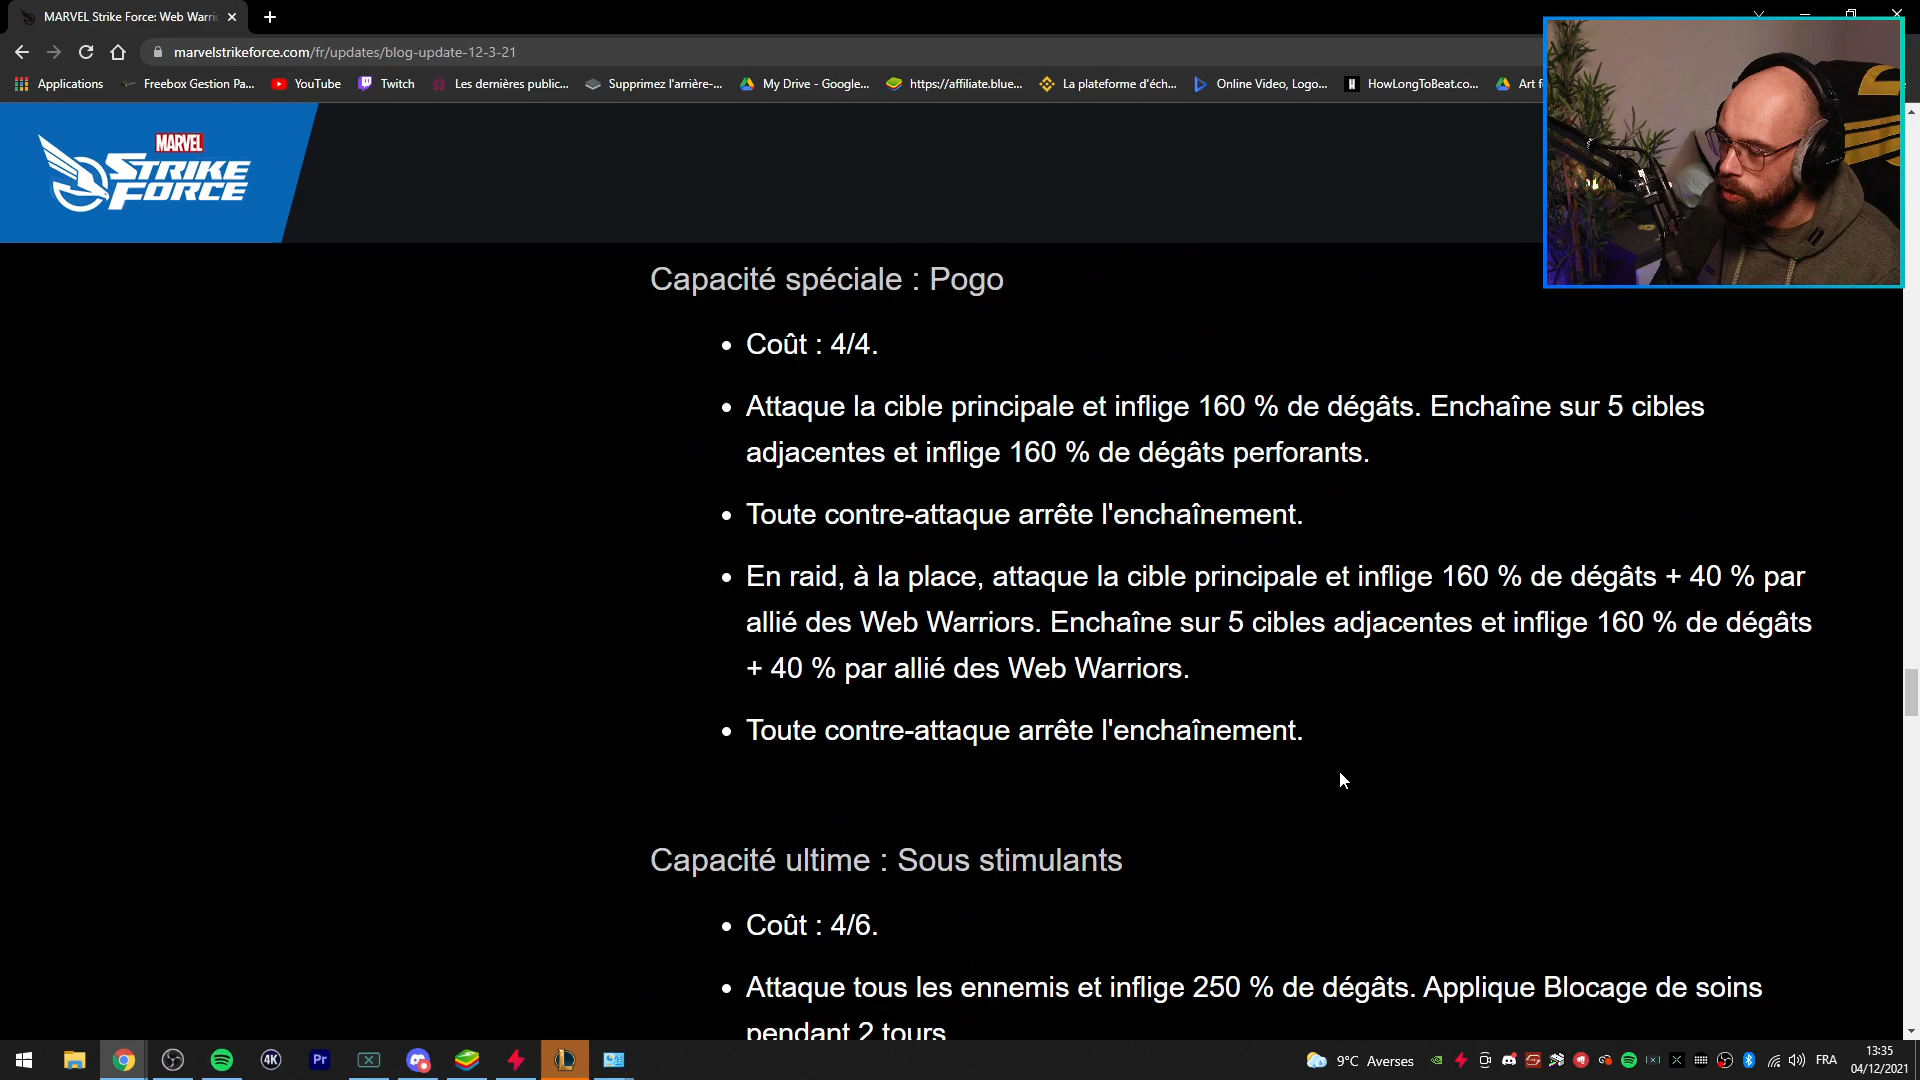 MARVEL Strike Force: Web Warri
marvelstrikeforce.com/fr/updates/blog-update-12-3-21
Applications
Freebox Gestion Pa...
YouTube
Twitch
Les dernières public...
Supprimez l'arrière-...
My Drive - Google...
https://affiliate.blue...
La plateforme d'éch...
Online Video, Logo...
HowLongToBeat.co...
Art f
MARVEL
STRIKE
FORCE
Capacité spéciale : Pogo
• Coût : 4/4.
• Attaque la cible principale et inflige 160 % de dégâts. Enchaîne sur 5 cibles
adjacentes et inflige 160 % de dégâts perforants.
• Toute contre-attaque arrête l'enchaînement.
• En raid, à la place, attaque la cible principale et inflige 160 % de dégâts + 40 % par
allié des Web Warriors. Enchaîne sur 5 cibles adjacentes et inflige 160 % de dégâts
+ 40 % par allié des Web Warriors.
• Toute contre-attaque arrête l'enchaînement.
Capacité ultime : Sous stimulants
• Coût : 4/6.
• Attaque tous les ennemis et inflige 250 % de dégâts. Applique Blocage de soins
pendant 2 tours
4K
Pr
9°C Averses
FRA
13:35
04/12/2021